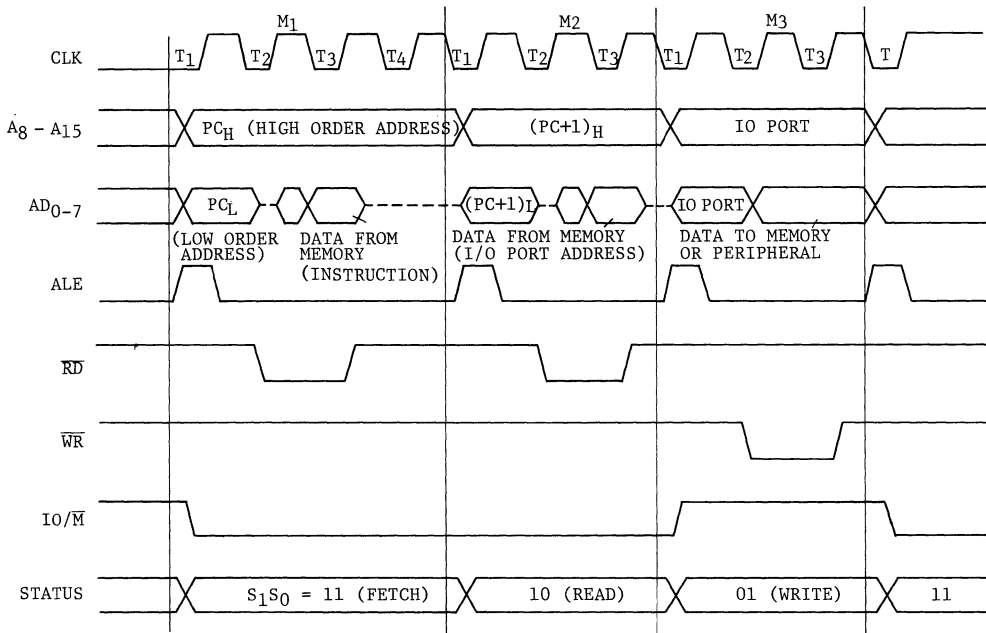 M1 M2 M3
CLK T1 T2 T3 T4 T1 T2 T3 T1 T2 T3 T
A8 - A15 PCH (HIGH ORDER ADDRESS) (PC+1)H IO PORT
AD0-7 PCL (PC+1)L IO PORT
(LOW ORDER ADDRESS)
DATA FROM MEMORY (INSTRUCTION)
DATA FROM MEMORY (I/O PORT ADDRESS)
DATA TO MEMORY OR PERIPHERAL
ALE
R̅D̅
W̅R̅
IO/M̅
STATUS S1S0 = 11 (FETCH) 10 (READ) 01 (WRITE) 11